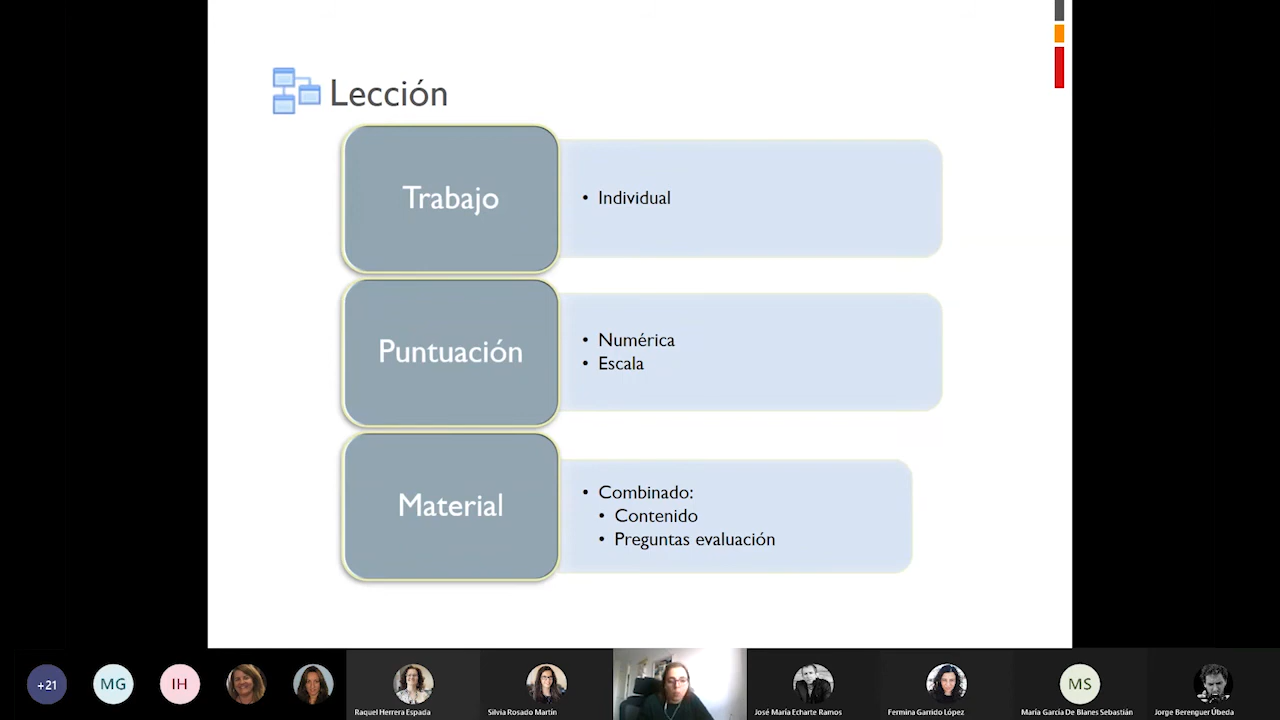 Lección
Trabajo
• Individual
Puntuación
• Numérica
• Escala
Material
• Combinado:
• Contenido
• Preguntas evaluación
+21
MG
IH
Raquel Herrera Espada
Silvia Rosado Martín
José María Echarte Ramos
Fermina Garrido López
MS
María García De Blanes Sebastián
Jorge Berenguer Úbeda